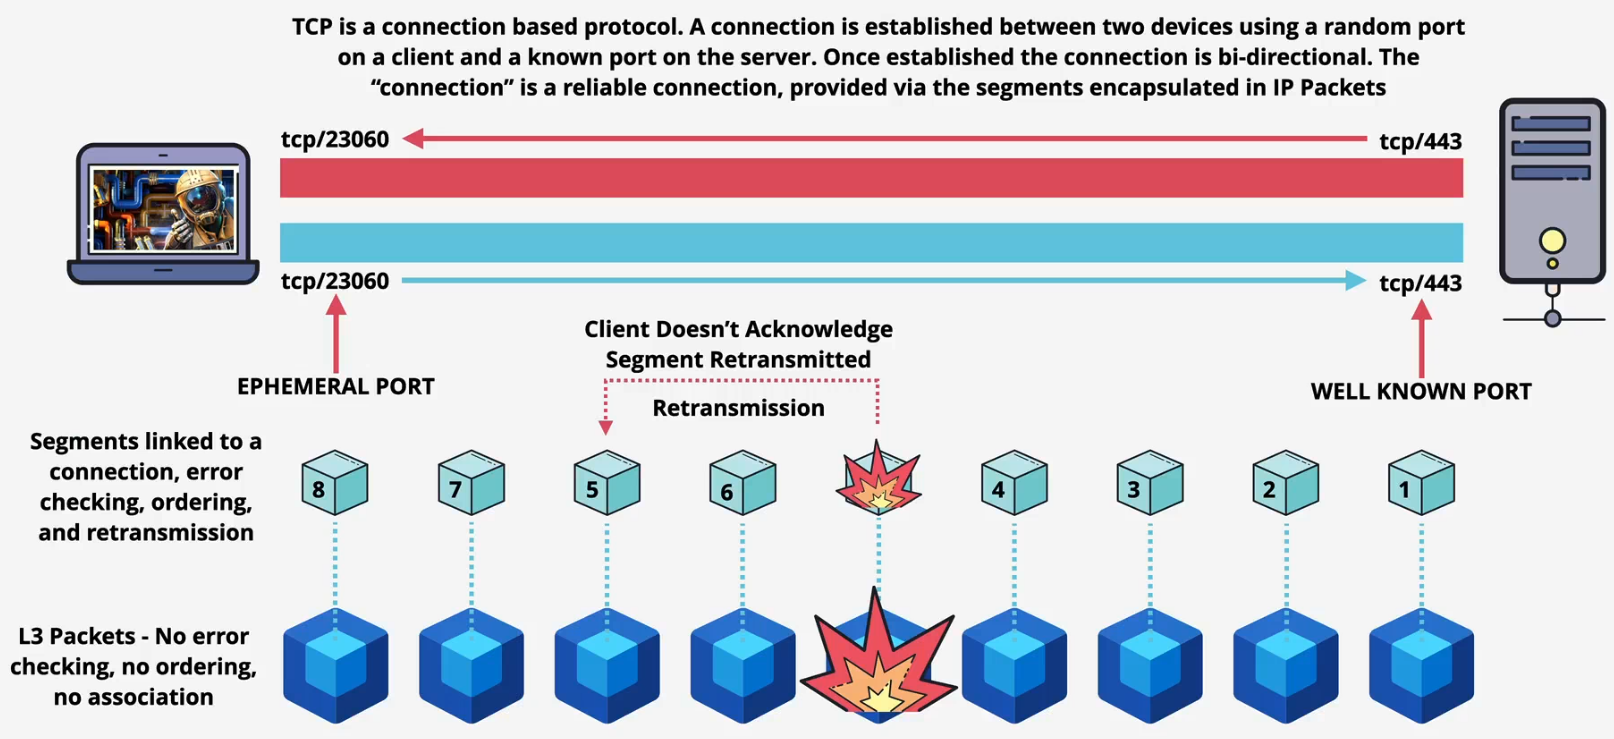 TCP is a connection based protocol. A connection is established between two devices using a random port
on a client and a known port on the server. Once established the connection is bi-directional. The
“connection” is a reliable connection, provided via the segments encapsulated in IP Packets
tcp/23060
tcp/443
tcp/23060
tcp/443
EPHEMERAL PORT
WELL KNOWN PORT
Client Doesn’t Acknowledge
Segment Retransmitted
Retransmission
Segments linked to a
connection, error
checking, ordering,
and retransmission
8
7
5
6
4
3
2
1
L3 Packets - No error
checking, no ordering,
no association